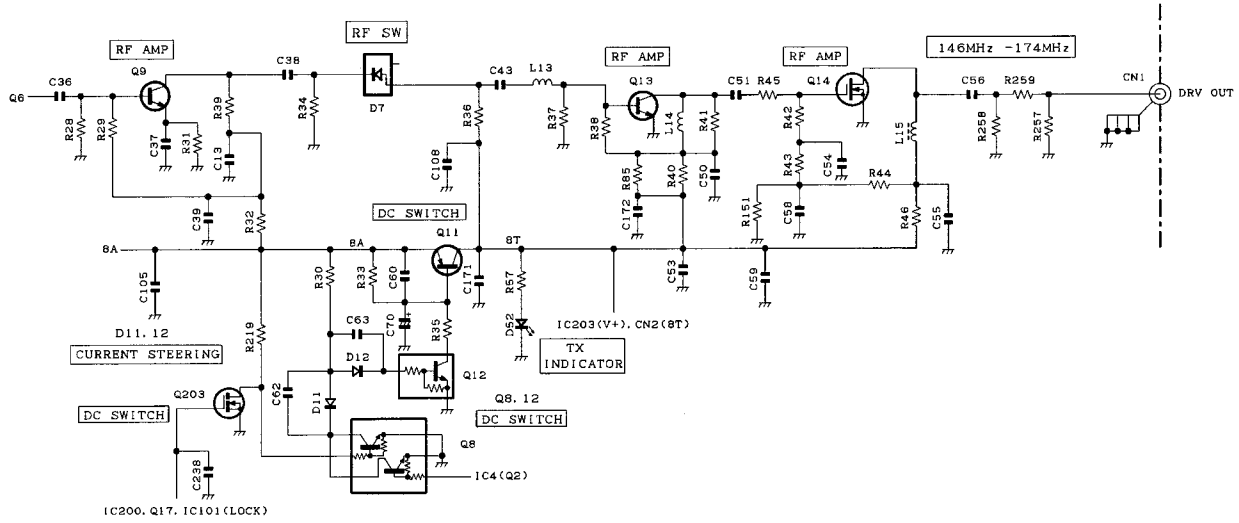 RF SW
RF AMP
Q9
C38
D7
C36
Q6
R28
R29
C37
R31
R39
C13
R34
C39
R32
R36
C108
C43
L13
RF AMP
Q13
R37
R38
L14
R41
R85
R40
C50
C172
C51
R45
RF AMP
Q14
R42
R43
C54
R44
R151
C58
L15
R46
C55
146MHz -174MHz
C56
R259
R258
R257
CN1
DRV OUT
DC SWITCH
Q11
8A
8A
8T
C105
R30
R33
C60
C70
+
R35
C171
R57
D52
C53
C59
IC203(V+).CN2(8T)
TX
INDICATOR
D11.12
CURRENT STEERING
R219
C63
D12
C62
D11
Q12
Q8.12
DC SWITCH
Q203
DC SWITCH
Q8
C238
IC4(Q2)
IC200.Q17.IC101(LOCK)